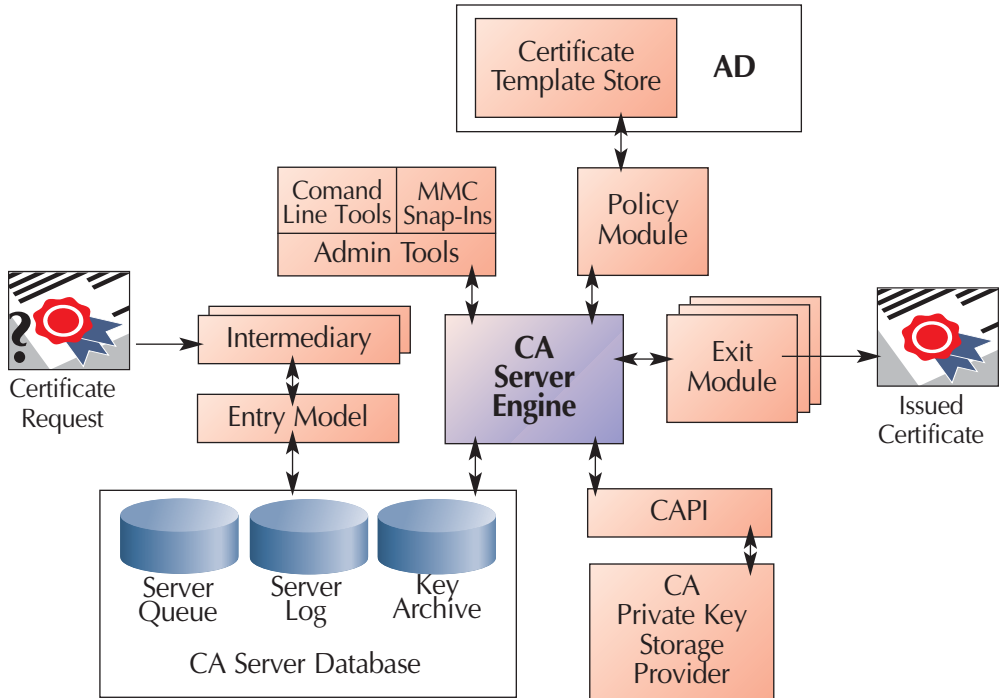 Certificate
Template Store
AD
Comand
Line Tools
MMC
Snap-Ins
Admin Tools
Policy
Module
?
Certificate
Request
Intermediary
Entry Model
CA
Server
Engine
Exit
Module
Issued
Certificate
Server
Queue
Server
Log
Key
Archive
CA Server Database
CAPI
CA
Private Key
Storage
Provider